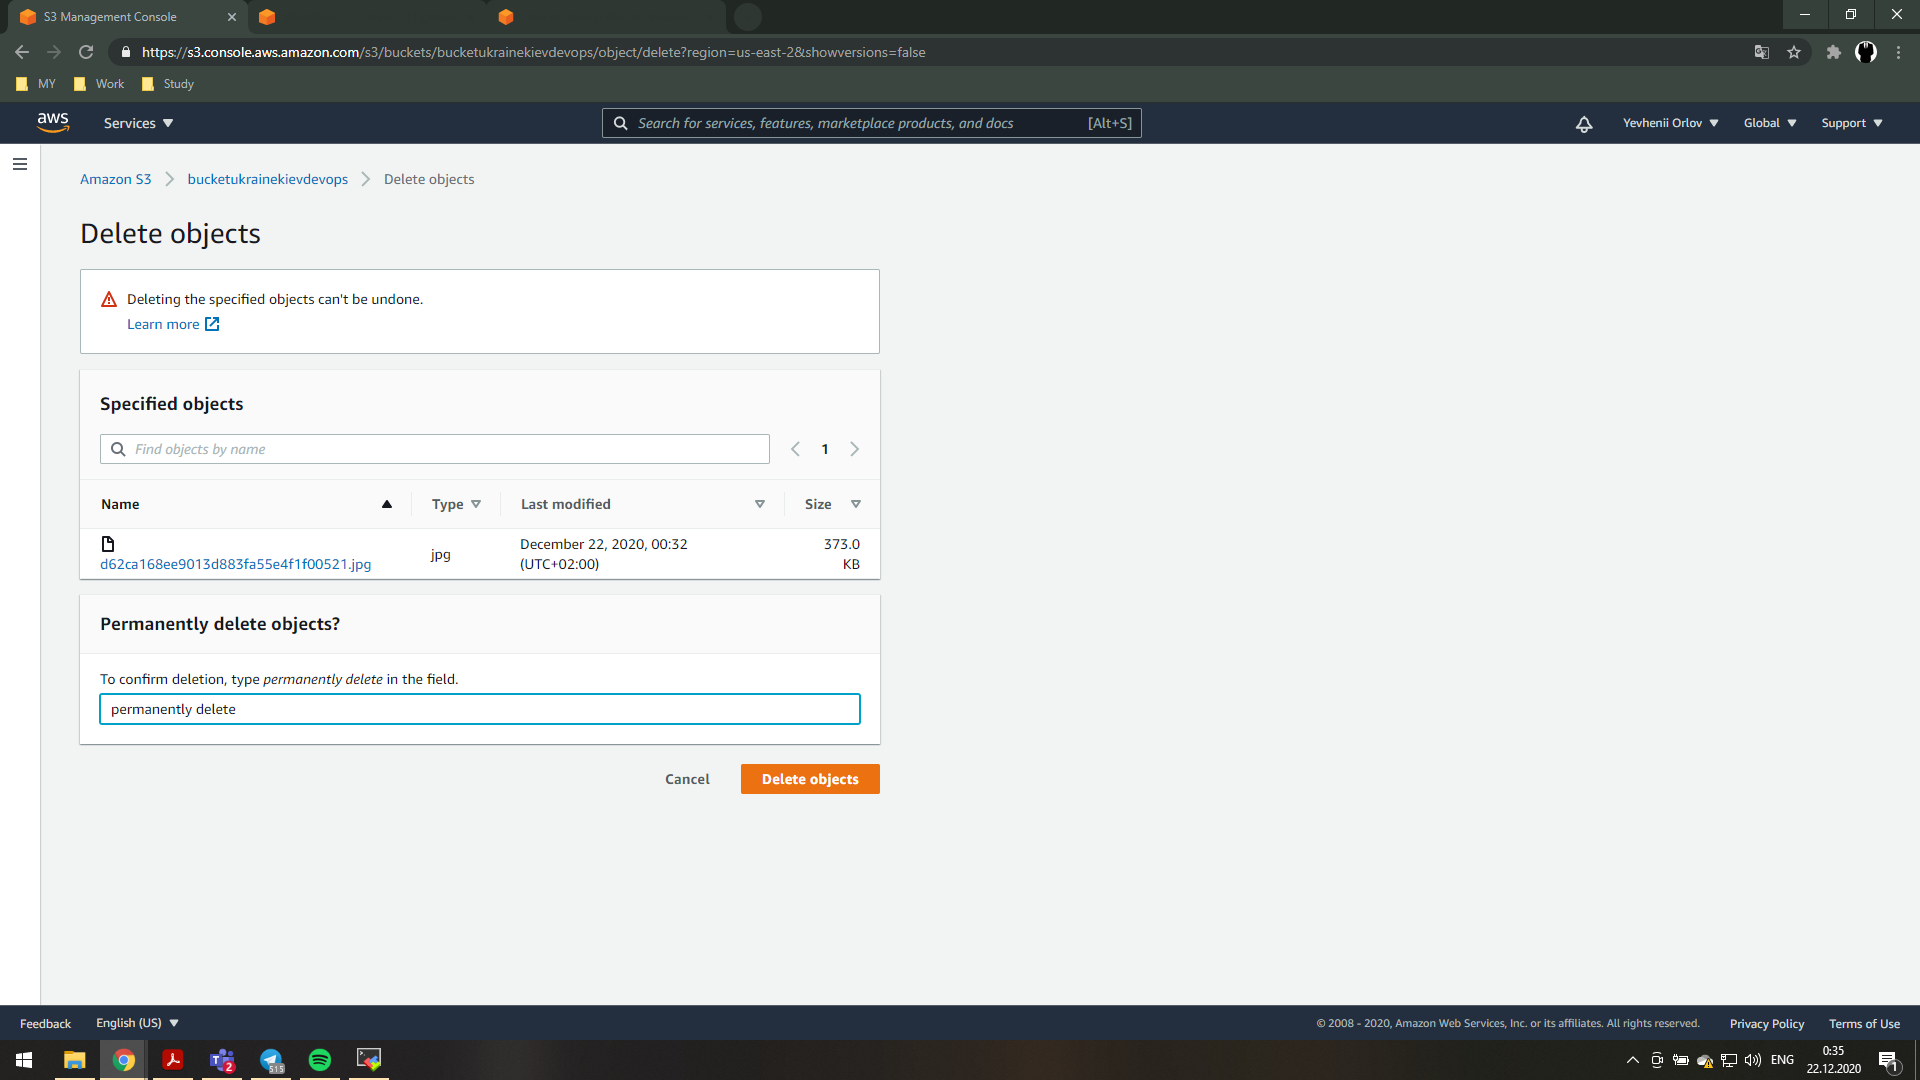 S3 Management Console
https://s3.console.aws.amazon.com/s3/buckets/bucketukrainekievdevops/object/delete?region=us-east-2&showversions=false
MY Work Study
aws Services Search for services, features, marketplace products, and docs [Alt+S] Yevhenii Orlov Global Support
Amazon S3 bucketukrainekievdevops Delete objects
Delete objects
Deleting the specified objects can't be undone.
Learn more
Specified objects
Find objects by name 1
Name Type Last modified Size
d62ca168ee9013d883fa55e4f1f00521.jpg jpg December 22, 2020, 00:32 373.0
(UTC+02:00) KB
Permanently delete objects?
To confirm deletion, type permanently delete in the field.
permanently delete
Cancel Delete objects
Feedback English (US) © 2008 - 2020, Amazon Web Services, Inc. or its affiliates. All rights reserved. Privacy Policy Terms of Use
2 515 ENG 0:35 1
22.12.2020